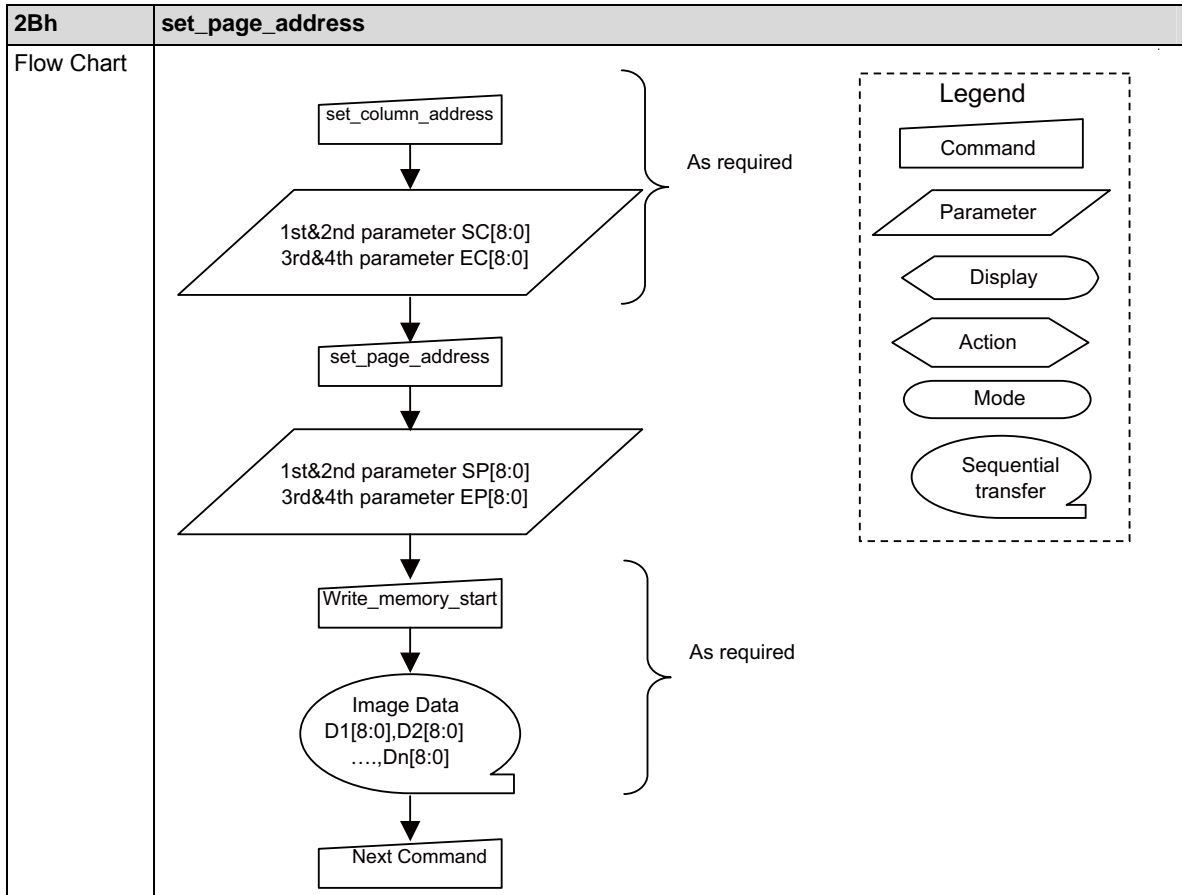 2Bh set_page_address
Flow Chart
set_column_address
As required
1st&2nd parameter SC[8:0]
3rd&4th parameter EC[8:0]
set_page_address
1st&2nd parameter SP[8:0]
3rd&4th parameter EP[8:0]
Write_memory_start
As required
Image Data
D1[8:0],D2[8:0]
….,Dn[8:0]
Next Command
Legend
Command
Parameter
Display
Action
Mode
Sequential
transfer